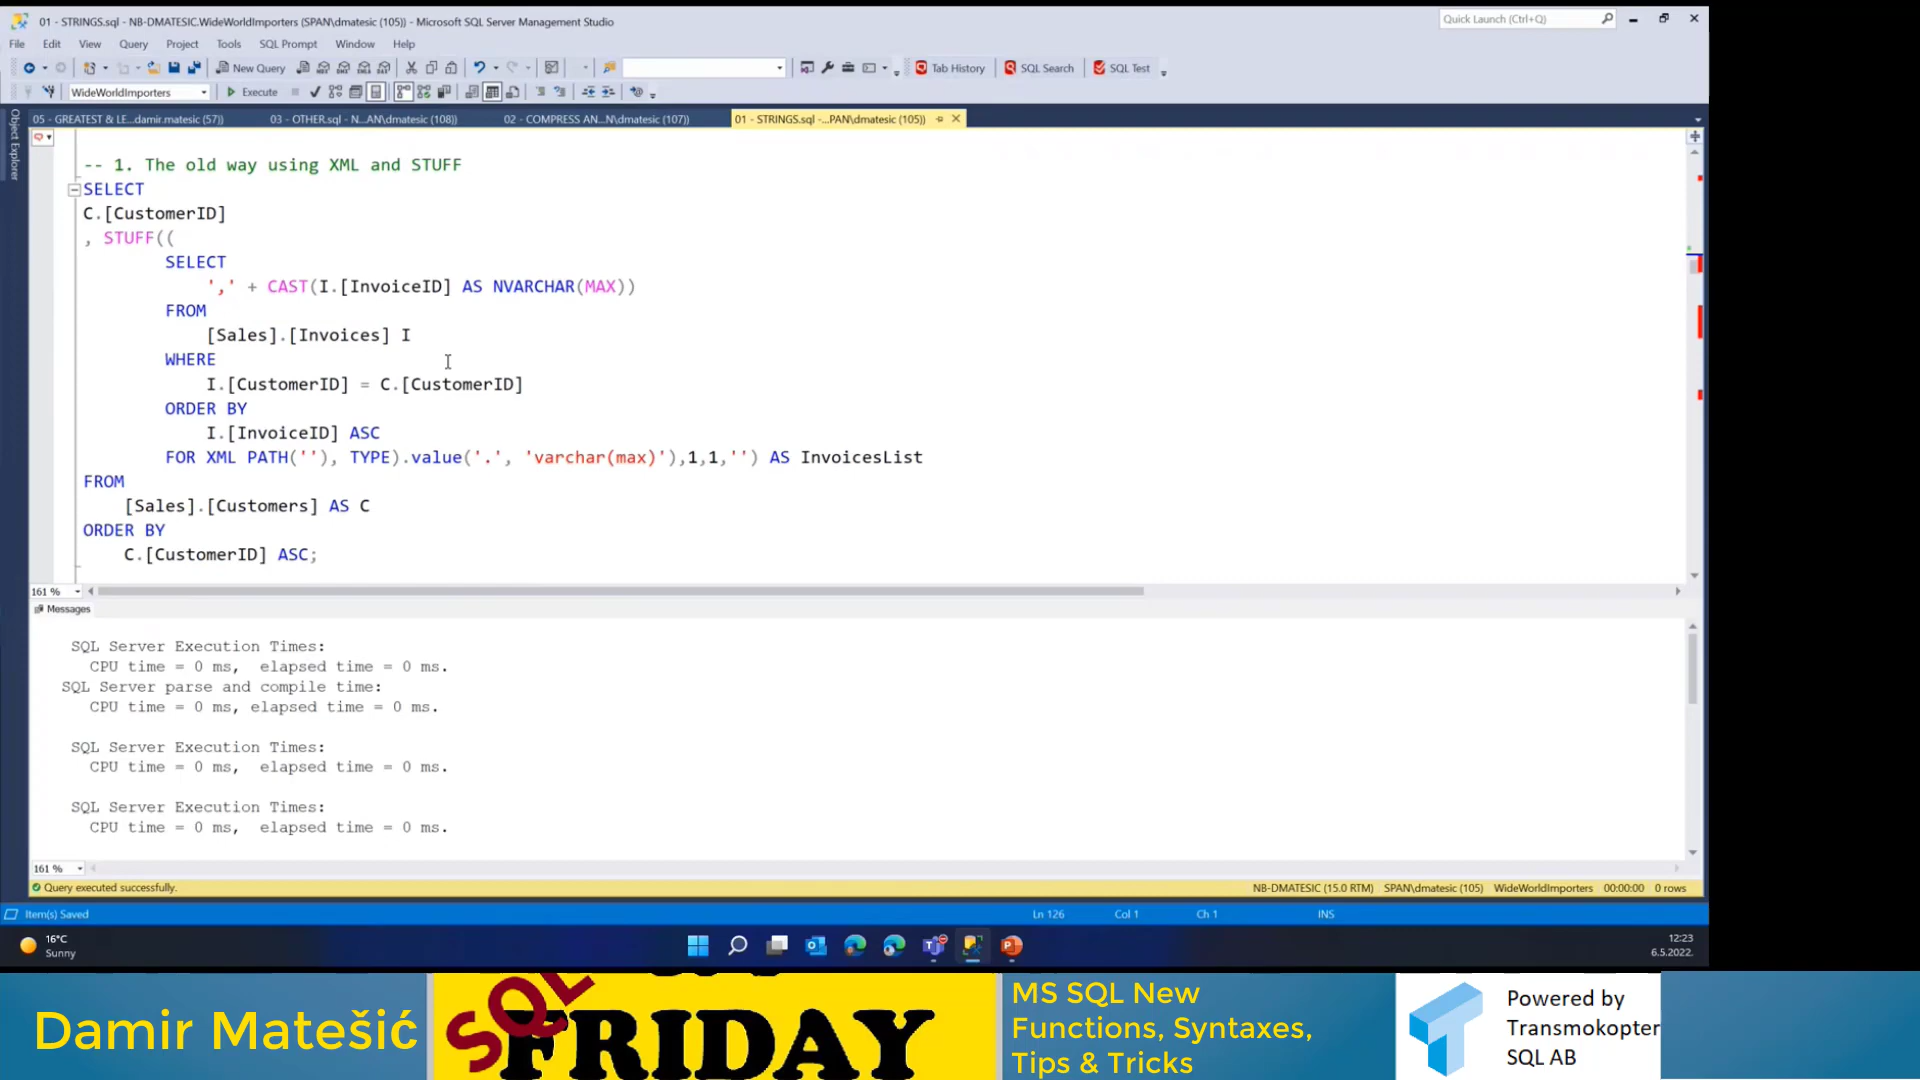 01 - STRINGS.sql - NB-DMATESIC.WideWorldImporters (SPAN\dmatesic (105)) - Microsoft SQL Server Management Studio
Quick Launch (Ctrl+Q)
File Edit View Query Project Tools SQL Prompt Window Help
New Query Tab History SQL Search SQL Test
WideWorldImporters Execute
05 - GREATEST & LE...damir.matesic (57)) 03 - OTHER.sql - N...AN\dmatesic (108)) 02 - COMPRESS AN...N\dmatesic (107)) 01 - STRINGS.sql -...PAN\dmatesic (105))
Object Explorer
-- 1. The old way using XML and STUFF
SELECT
C.[CustomerID]
, STUFF((
SELECT
',' + CAST(I.[InvoiceID] AS NVARCHAR(MAX))
FROM
[Sales].[Invoices] I
WHERE
I.[CustomerID] = C.[CustomerID]
ORDER BY
I.[InvoiceID] ASC
FOR XML PATH(''), TYPE).value('.', 'varchar(max)'),1,1,'') AS InvoicesList
FROM
[Sales].[Customers] AS C
ORDER BY
C.[CustomerID] ASC;
161 %
Messages
SQL Server Execution Times:
CPU time = 0 ms, elapsed time = 0 ms.
SQL Server parse and compile time:
CPU time = 0 ms, elapsed time = 0 ms.
SQL Server Execution Times:
CPU time = 0 ms, elapsed time = 0 ms.
SQL Server Execution Times:
CPU time = 0 ms, elapsed time = 0 ms.
161 %
Query executed successfully. NB-DMATESIC (15.0 RTM) SPAN\dmatesic (105) WideWorldImporters 00:00:00 0 rows
Item(s) Saved Ln 126 Col 1 Ch 1 INS
16°C
Sunny
12:23
6.5.2022.
Damir Matešić
SQL
FRIDAY
MS SQL New
Functions, Syntaxes,
Tips & Tricks
Powered by
Transmokopter
SQL AB